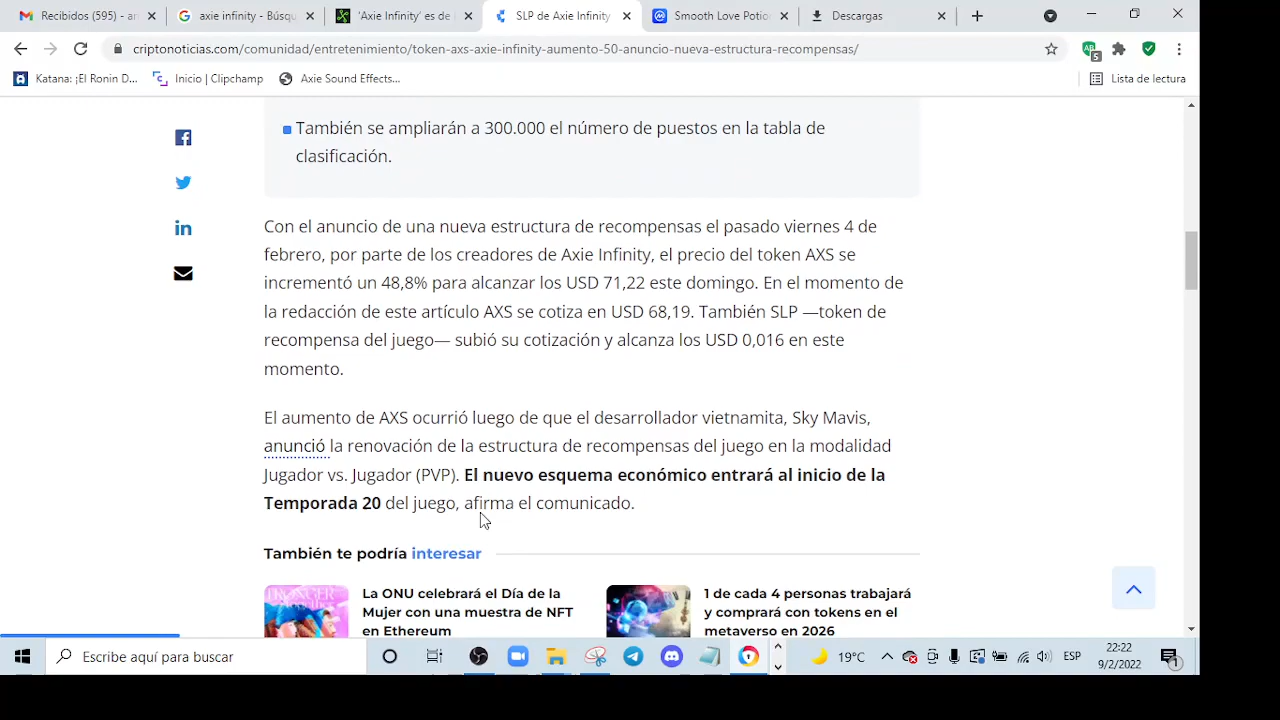 Recibidos (595) - an
axie infinity - Búsqu
'Axie Infinity' es de l
SLP de Axie Infinity
Smooth Love Potio
Descargas
criptonoticias.com/comunidad/entretenimiento/token-axs-axie-infinity-aumento-50-anuncio-nueva-estructura-recompensas/
5
Katana: ¡El Ronin D...
Inicio | Clipchamp
Axie Sound Effects...
Lista de lectura
También se ampliarán a 300.000 el número de puestos en la tabla de
clasificación.
Con el anuncio de una nueva estructura de recompensas el pasado viernes 4 de
febrero, por parte de los creadores de Axie Infinity, el precio del token AXS se
incrementó un 48,8% para alcanzar los USD 71,22 este domingo. En el momento de
la redacción de este artículo AXS se cotiza en USD 68,19. También SLP —token de
recompensa del juego— subió su cotización y alcanza los USD 0,016 en este
momento.
El aumento de AXS ocurrió luego de que el desarrollador vietnamita, Sky Mavis,
anunció la renovación de la estructura de recompensas del juego en la modalidad
Jugador vs. Jugador (PVP). El nuevo esquema económico entrará al inicio de la
Temporada 20 del juego, afirma el comunicado.
También te podría interesar
La ONU celebrará el Día de la
Mujer con una muestra de NFT
en Ethereum
1 de cada 4 personas trabajará
y comprará con tokens en el
metaverso en 2026
Escribe aquí para buscar
19°C
ESP
22:22
9/2/2022
1